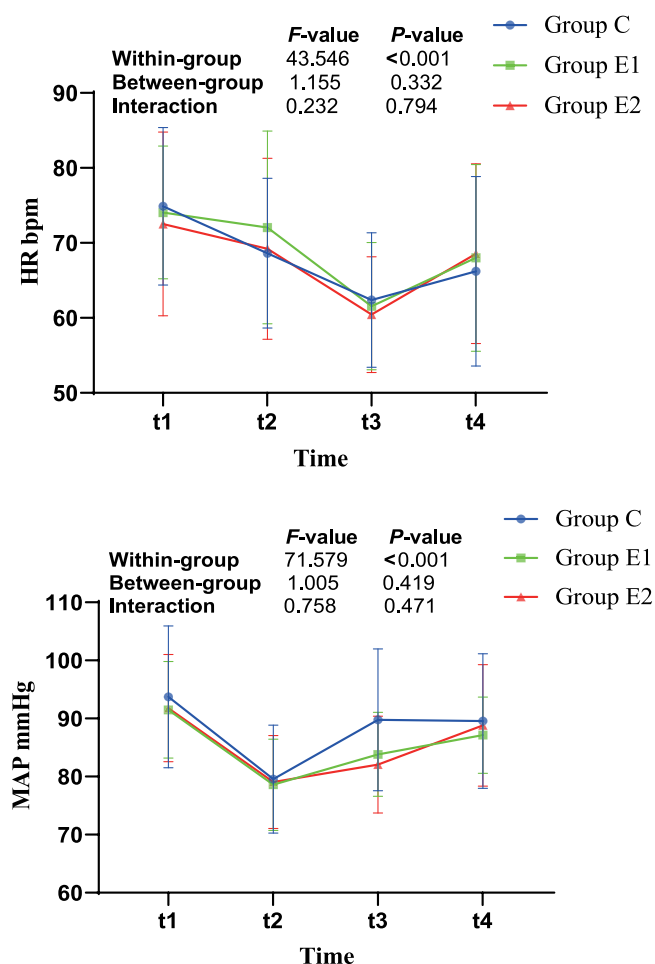 F-value P-value
Within-group 43.546 <0.001
Between-group 1.155 0.332
Interaction 0.232 0.794
Group C
Group E1
Group E2
90
80
70
60
50
HR bpm
t1 t2 t3 t4
Time
F-value P-value
Within-group 71.579 <0.001
Between-group 1.005 0.419
Interaction 0.758 0.471
Group C
Group E1
Group E2
110
100
90
80
70
60
MAP mmHg
t1 t2 t3 t4
Time